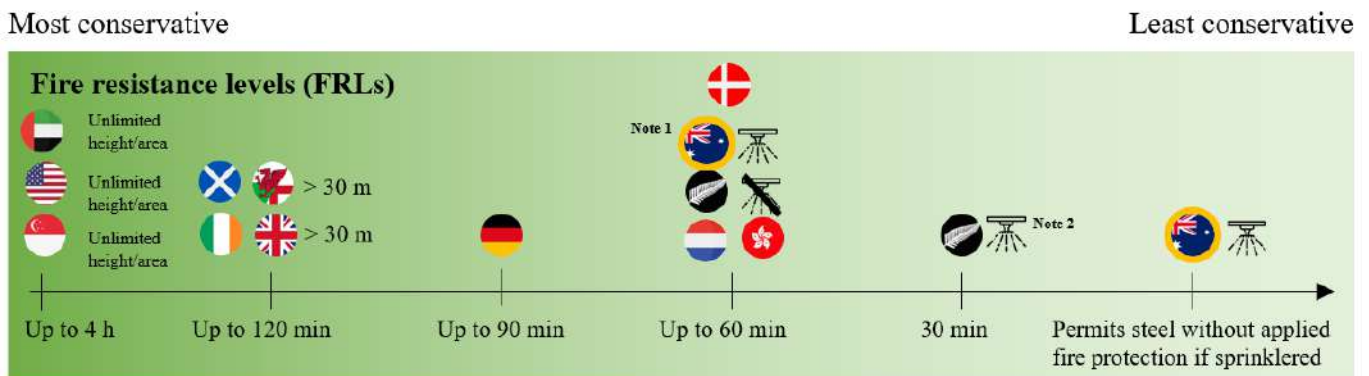 Most conservative
Least conservative
Fire resistance levels (FRLs)
Unlimited
height/area
Note 1
Unlimited
height/area
> 30 m
Unlimited
height/area
> 30 m
Note 2
Up to 4 h
Up to 120 min
Up to 90 min
Up to 60 min
30 min
Permits steel without applied
fire protection if sprinklered